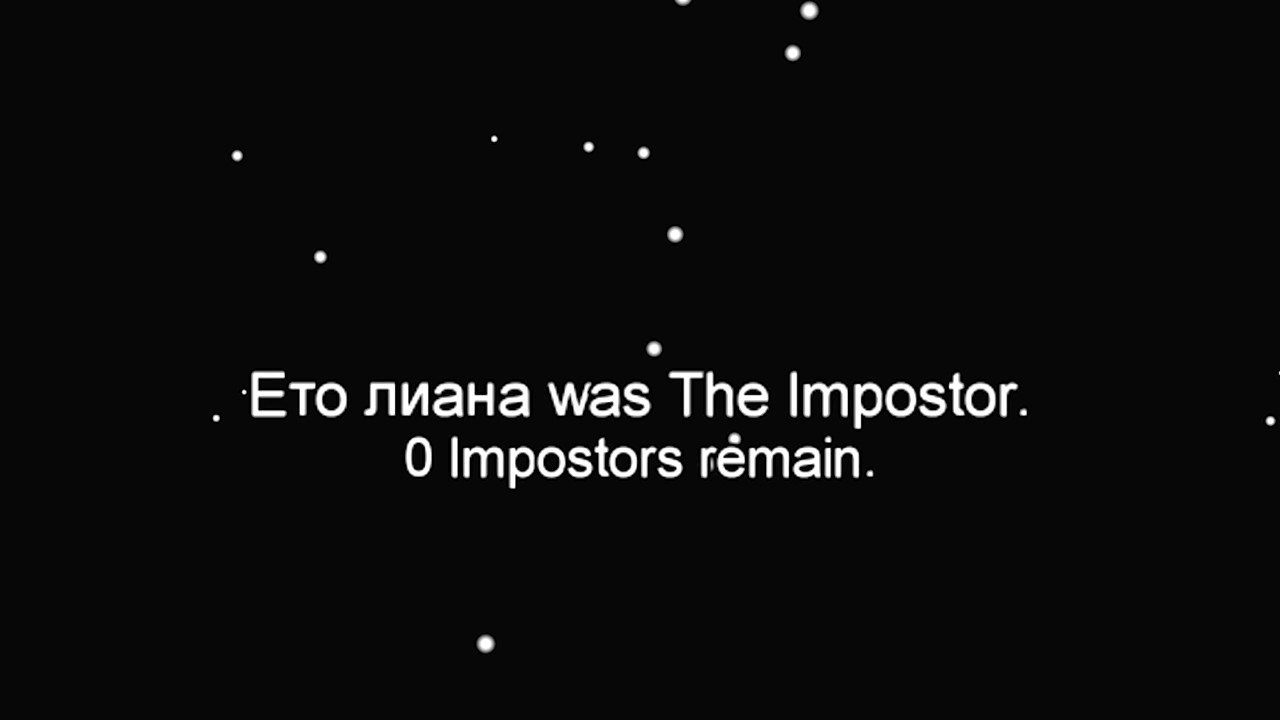 Ето лиана was The Impostor.
0 Impostors remain.